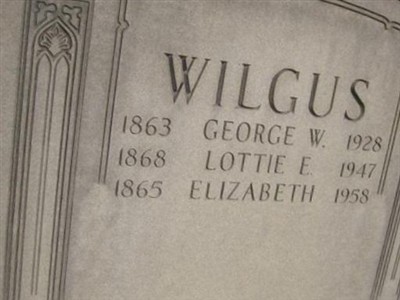 WILGUS
1863 GEORGE W. 1928
1868 LOTTIE E. 1947
1865 ELIZABETH 1958